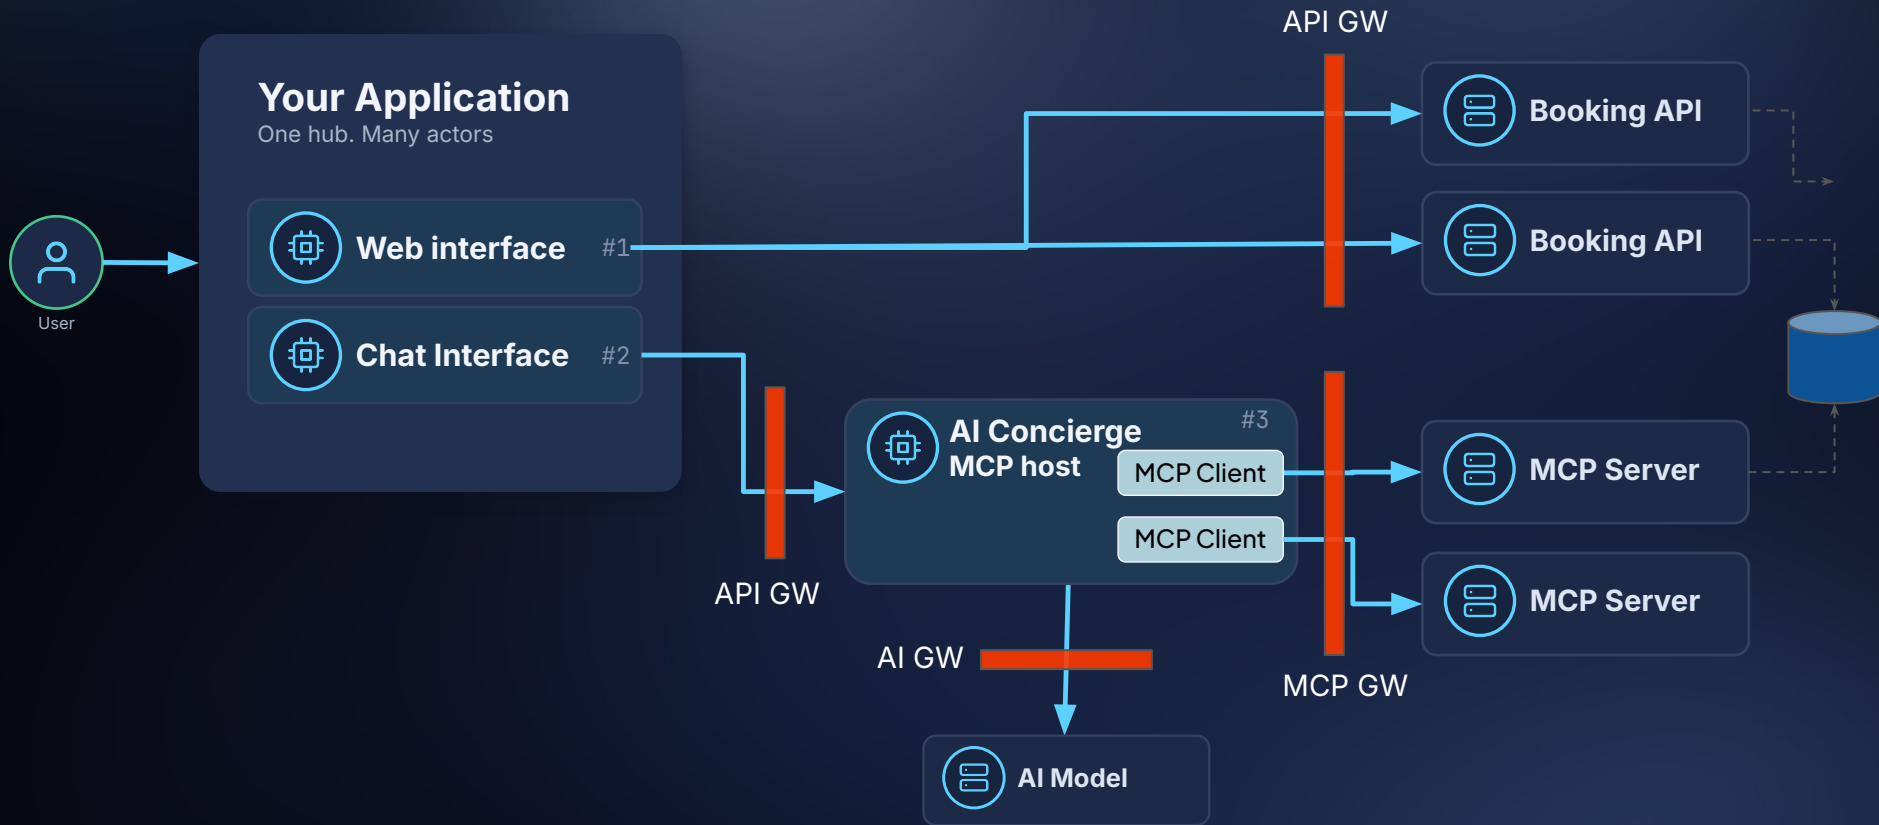 API GW
Your Application
One hub. Many actors
Booking API
Web interface #1
Booking API
User
Chat Interface #2
AI Concierge #3
MCP host
MCP Client
MCP Server
MCP Client
API GW
MCP Server
AI GW
MCP GW
AI Model